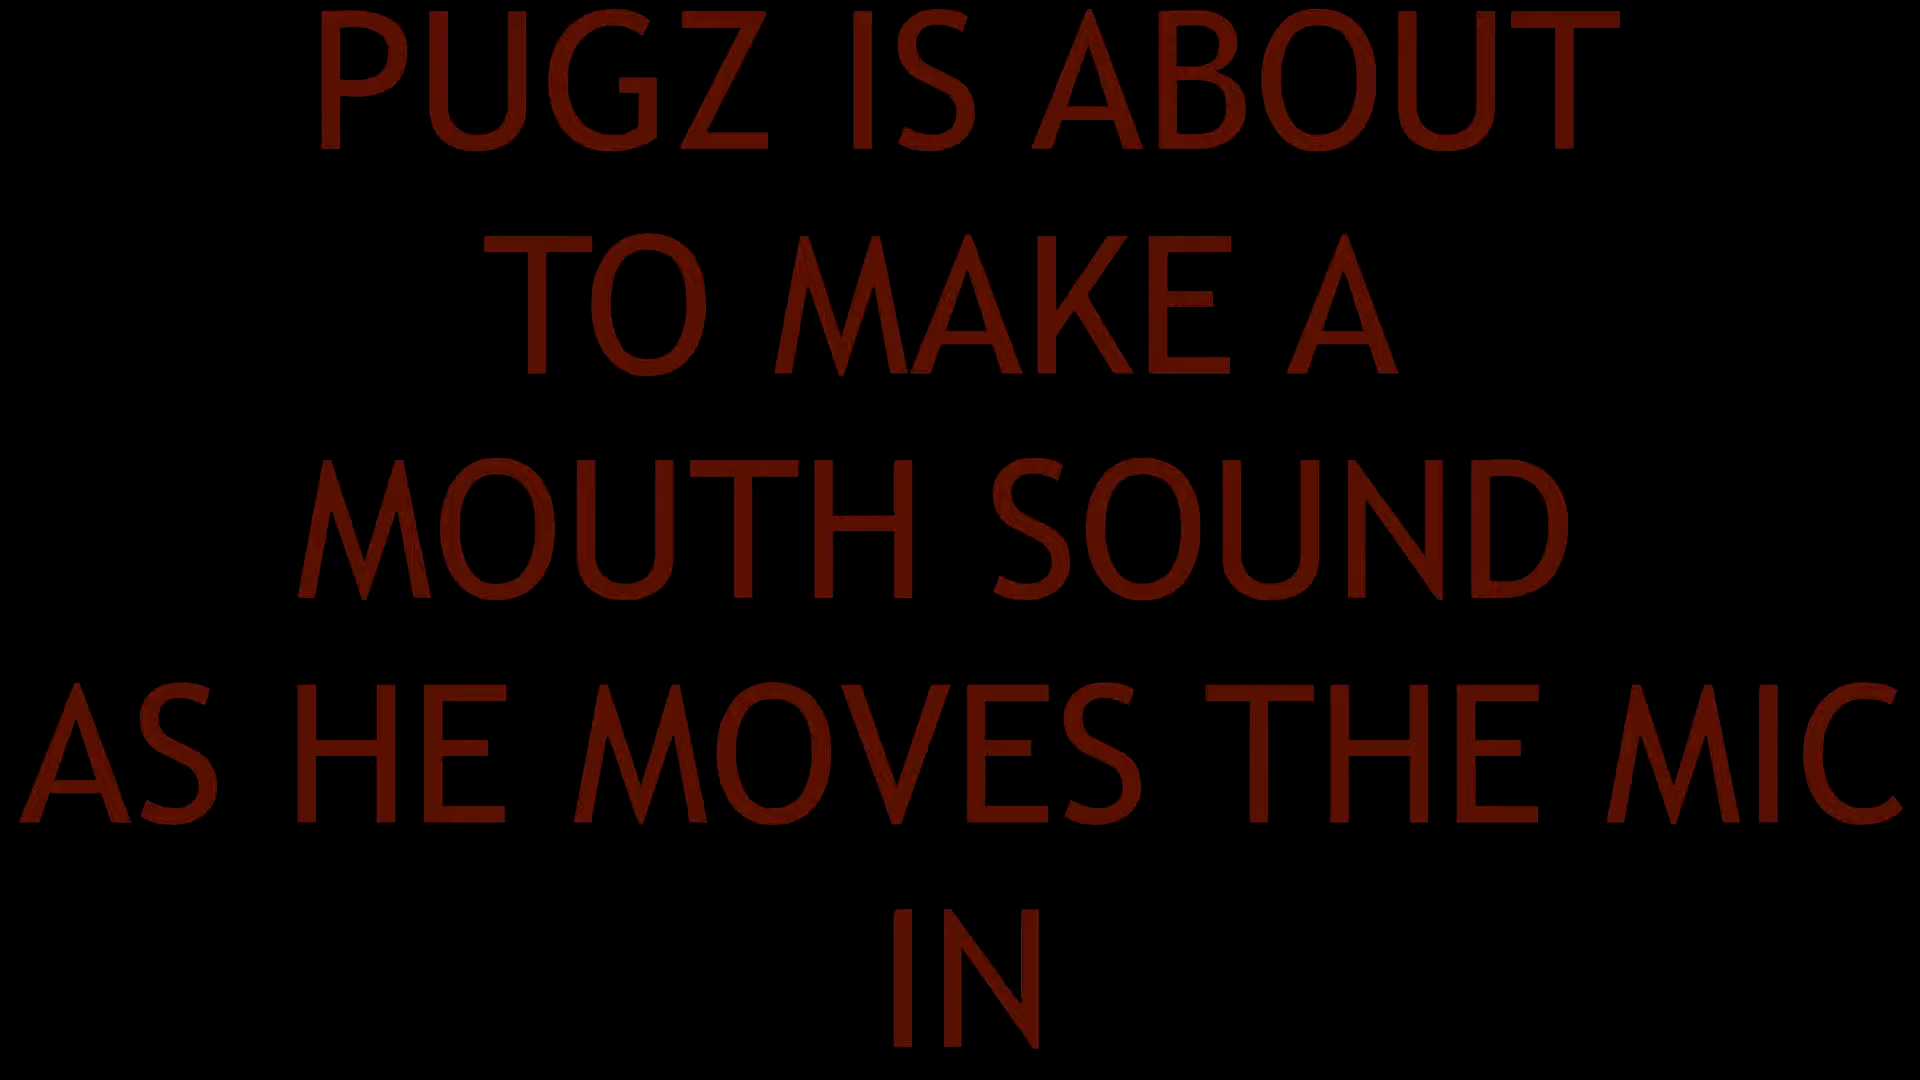 PUGZ IS ABOUT
TO MAKE A
MOUTH SOUND
AS HE MOVES THE MIC
IN